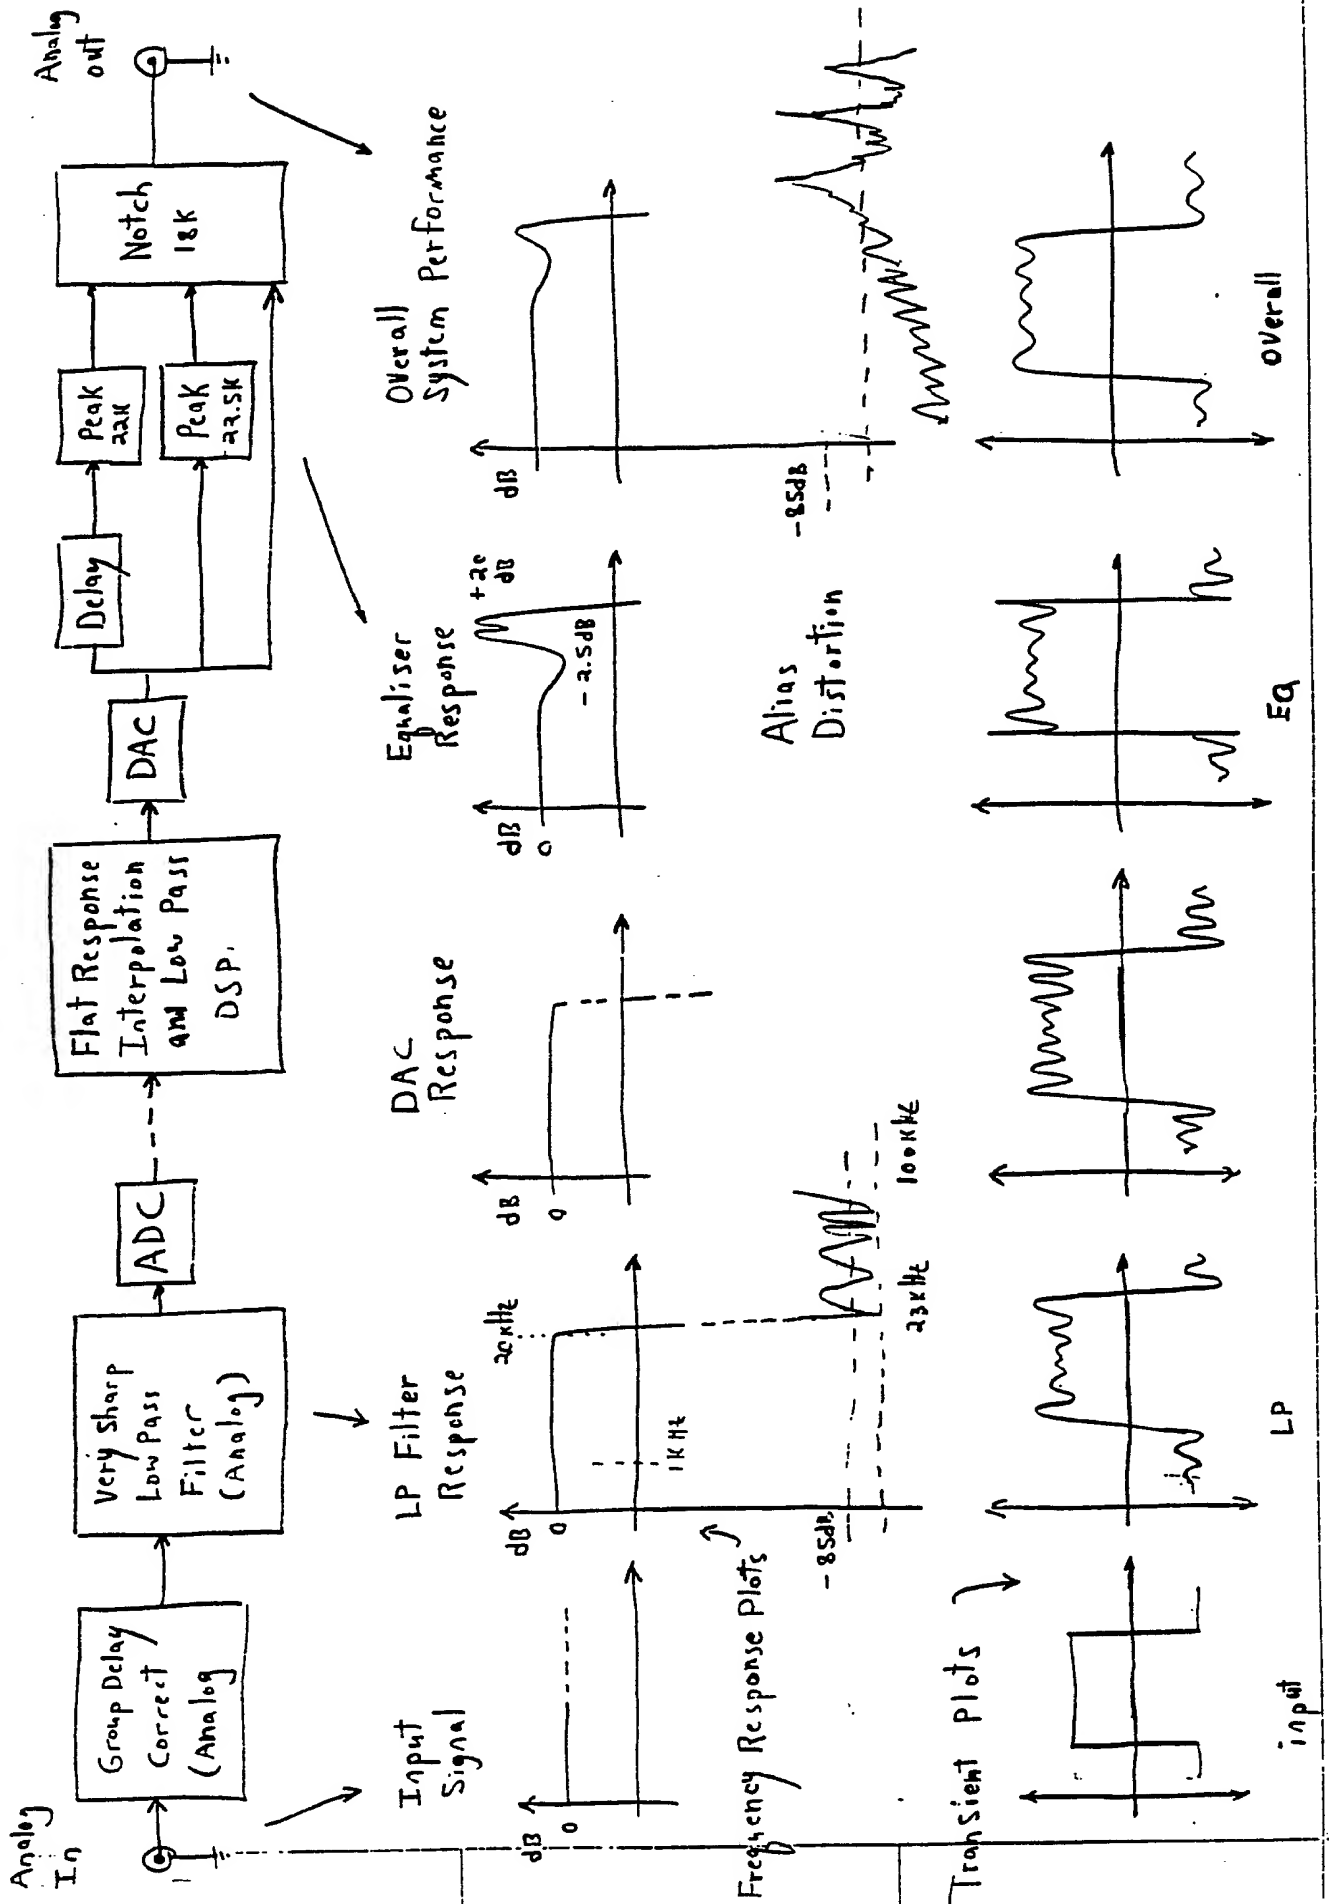 Analog
In
Group Delay
Correct
(Analog
Very Sharp
Low Pass
Filter
(Analog)
ADC
Flat Response
Interpolation
and Low Pass
DSP.
DAC
Delay
Peak
22K
Peak
22.5K
Notch
18K
Analog
out
Input
Signal
LP Filter
Response
DAC
Response
Equaliser
Response
Overall
System Performance
dB
0
dB
0
20KHz
1KHz
-85dB
23KHz
100KHz
dB
0
dB
0
+20
dB
-2.5dB
dB
-85dB
Frequency Response Plots
Alias
Distortion
Transient Plots
input
LP
EQ
Overall